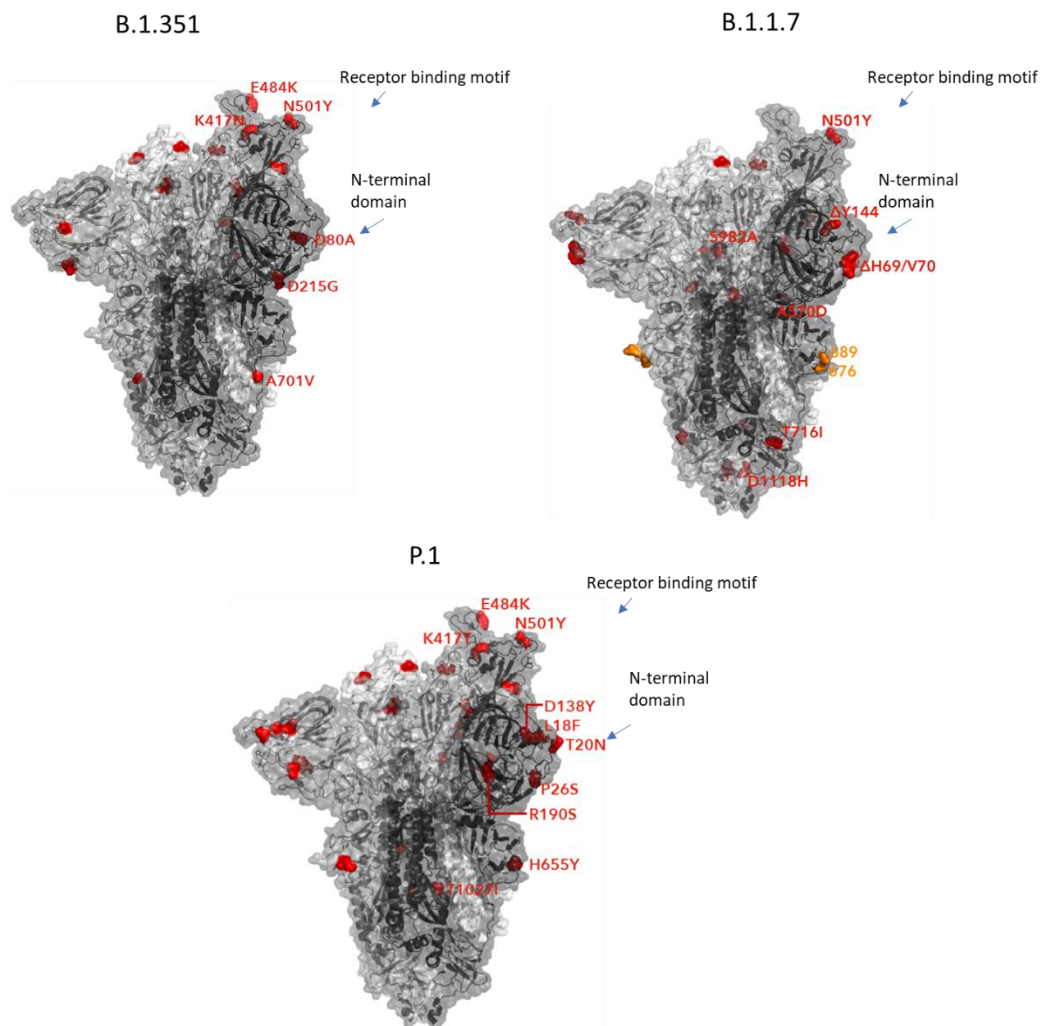 B.1.351
Receptor binding motif
E484K
N501Y
K417N
N-terminal
domain
D80A
D215G
A701V
B.1.1.7
Receptor binding motif
N501Y
N-terminal
domain
ΔY144
S982A
ΔH69/V70
A570D
T716I
D1118H
P.1
Receptor binding motif
E484K
N501Y
K417T
N-terminal
domain
D138Y
L18F
T20N
P26S
R190S
H655Y
T1027I